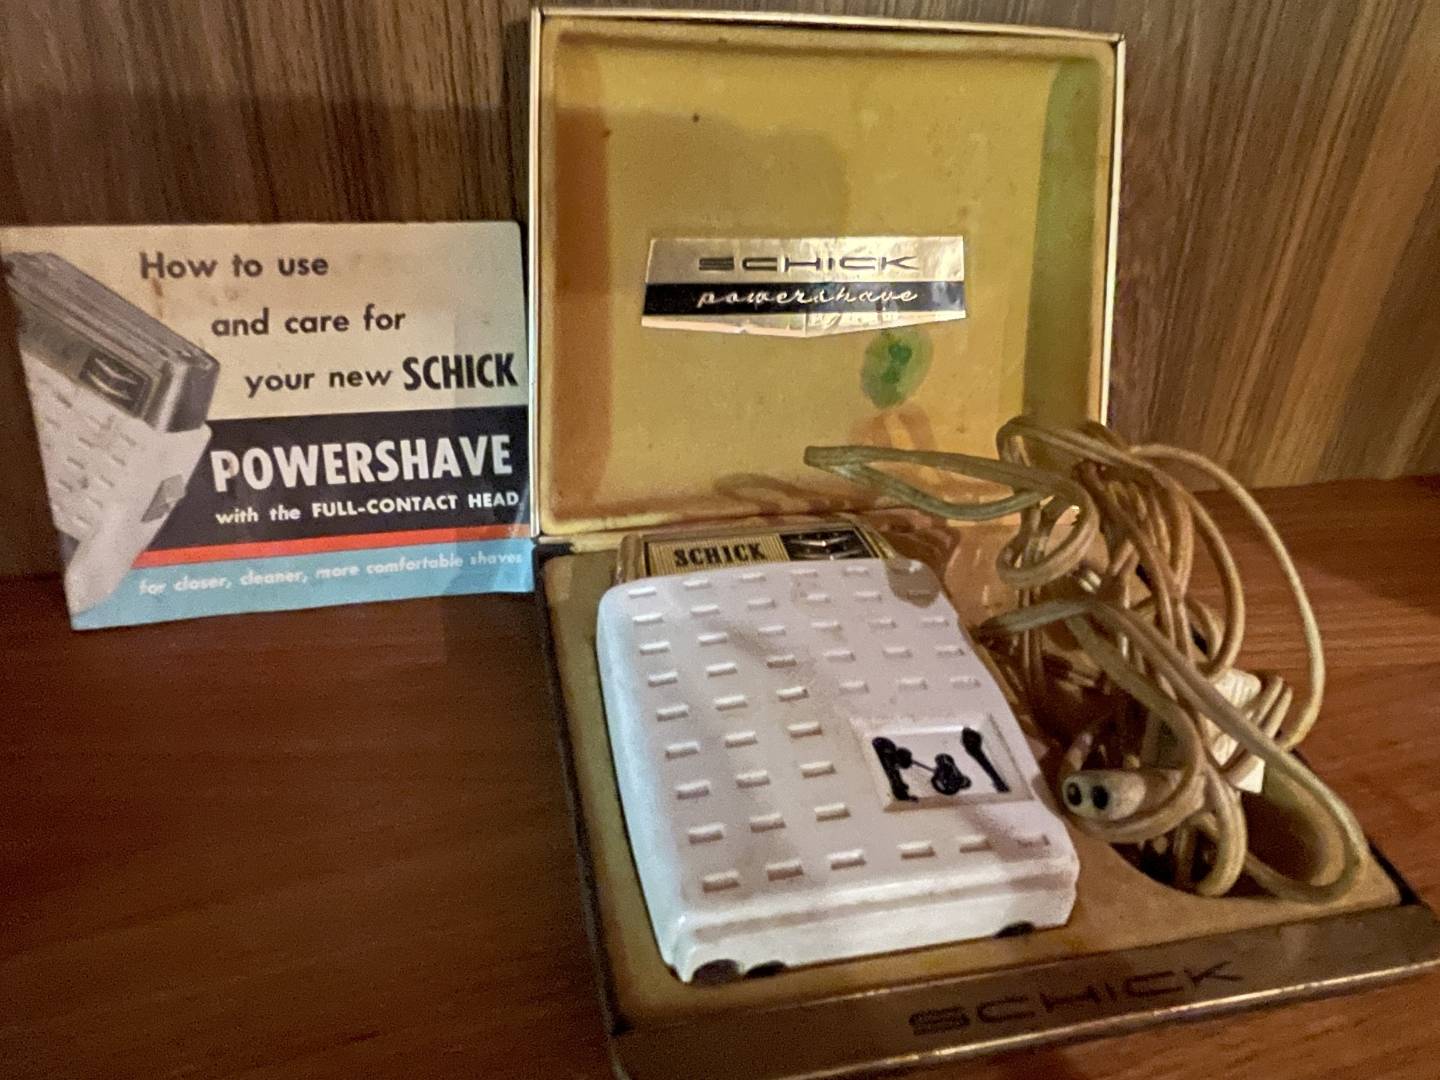 How to use
and care for
your new SCHICK
POWERSHAVE
with the FULL-CONTACT HEAD
for closer, cleaner, more comfortable shaves
SCHICK
powershave
SCHICK
SCHICK